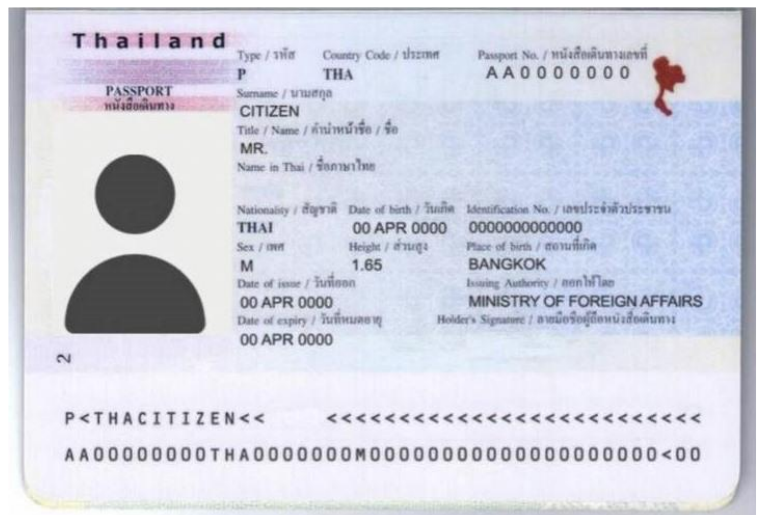 Thailand
PASSPORT
หนังสือเดินทาง
Type / รหัส Country Code / ประเทศ Passport No. / หนังสือเดินทางเลขที่
P THA AA0000000
Surname / นามสกุล
CITIZEN
Title / Name / คำนำหน้าชื่อ / ชื่อ
MR.
Name in Thai / ชื่อภาษาไทย
Nationality / สัญชาติ Date of birth / วันเกิด Identification No. / เลขประจำตัวประชาชน
THAI 00 APR 0000 0000000000000
Sex / เพศ Height / ส่วนสูง Place of birth / สถานที่เกิด
M 1.65 BANGKOK
Date of issue / วันที่ออก Issuing Authority / ออกให้โดย
00 APR 0000 MINISTRY OF FOREIGN AFFAIRS
Date of expiry / วันที่หมดอายุ Holder's Signature / ลายมือชื่อผู้ถือหนังสือเดินทาง
00 APR 0000
2
P<THACITIZEN<< <<<<<<<<<<<<<<<<<<<<<<<<<<
AA00000000THA0000000M00000000000000000000000<00